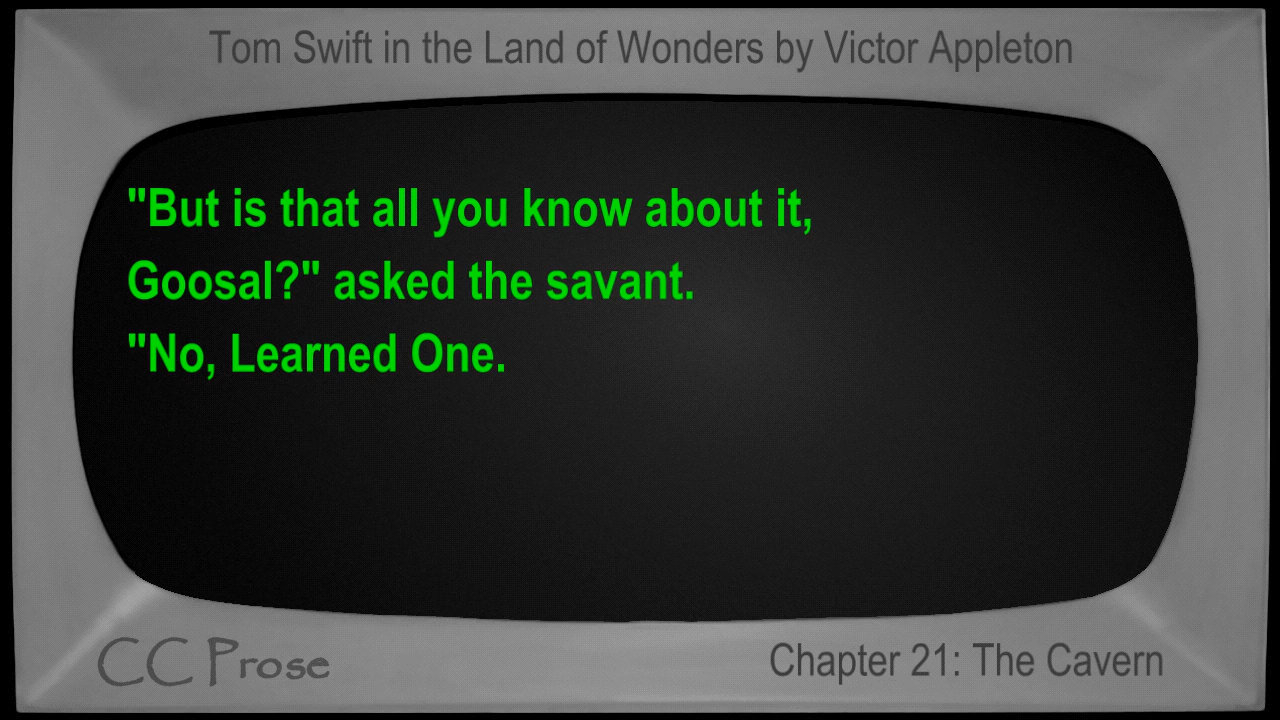 Tom Swift in the Land of Wonders by Victor Appleton
"But is that all you know about it,
Goosal?" asked the savant.
"No, Learned One.
CC Prose
Chapter 21: The Cavern